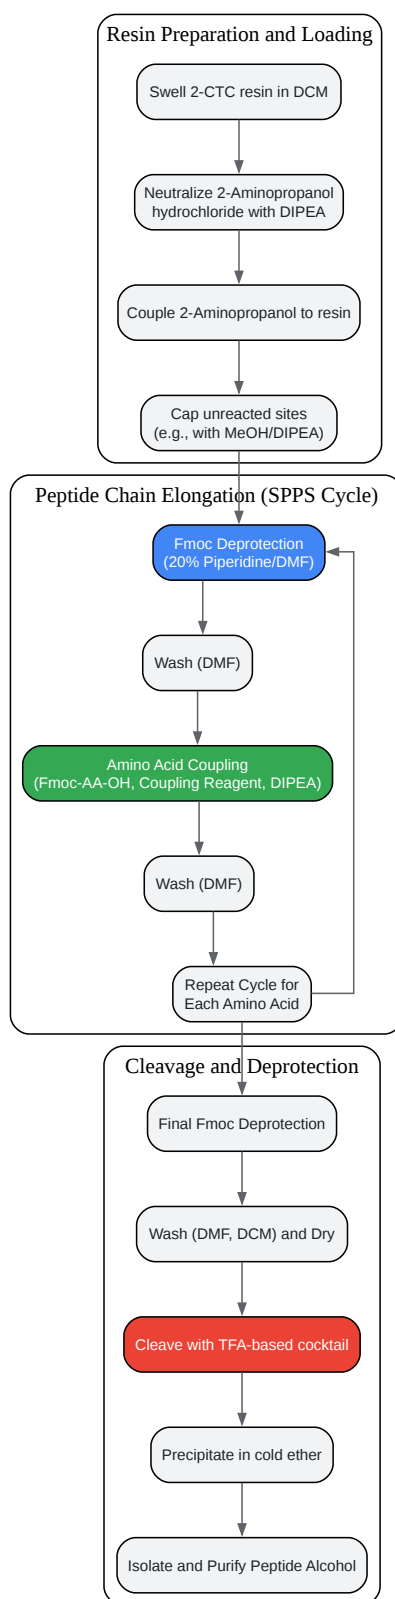 Resin Preparation and Loading
Swell 2-CTC resin in DCM
Neutralize 2-Aminopropanol
hydrochloride with DIPEA
Couple 2-Aminopropanol to resin
Cap unreacted sites
(e.g., with MeOH/DIPEA)
Peptide Chain Elongation (SPPS Cycle)
Fmoc Deprotection
(20% Piperidine/DMF)
Wash (DMF)
Amino Acid Coupling
(Fmoc-AA-OH, Coupling Reagent, DIPEA)
Wash (DMF)
Repeat Cycle for
Each Amino Acid
Cleavage and Deprotection
Final Fmoc Deprotection
Wash (DMF, DCM) and Dry
Cleave with TFA-based cocktail
Precipitate in cold ether
Isolate and Purify Peptide Alcohol